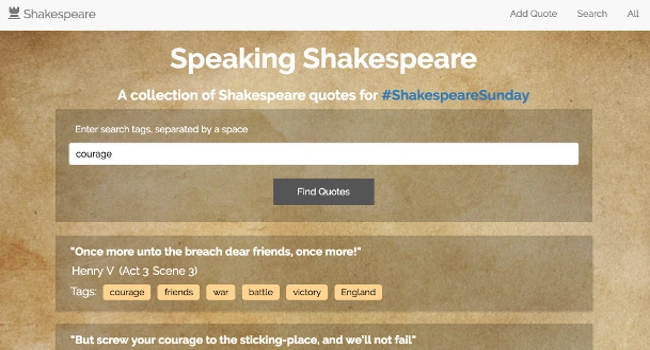 Shakespeare Add Quote Search All
Speaking Shakespeare
A collection of Shakespeare quotes for #ShakespeareSunday
Enter search tags, separated by a space
courage
Find Quotes
"Once more unto the breach dear friends, once more!"
Henry V (Act 3 Scene 3)
Tags: courage friends war battle victory England
"But screw your courage to the sticking-place, and we'll not fail"